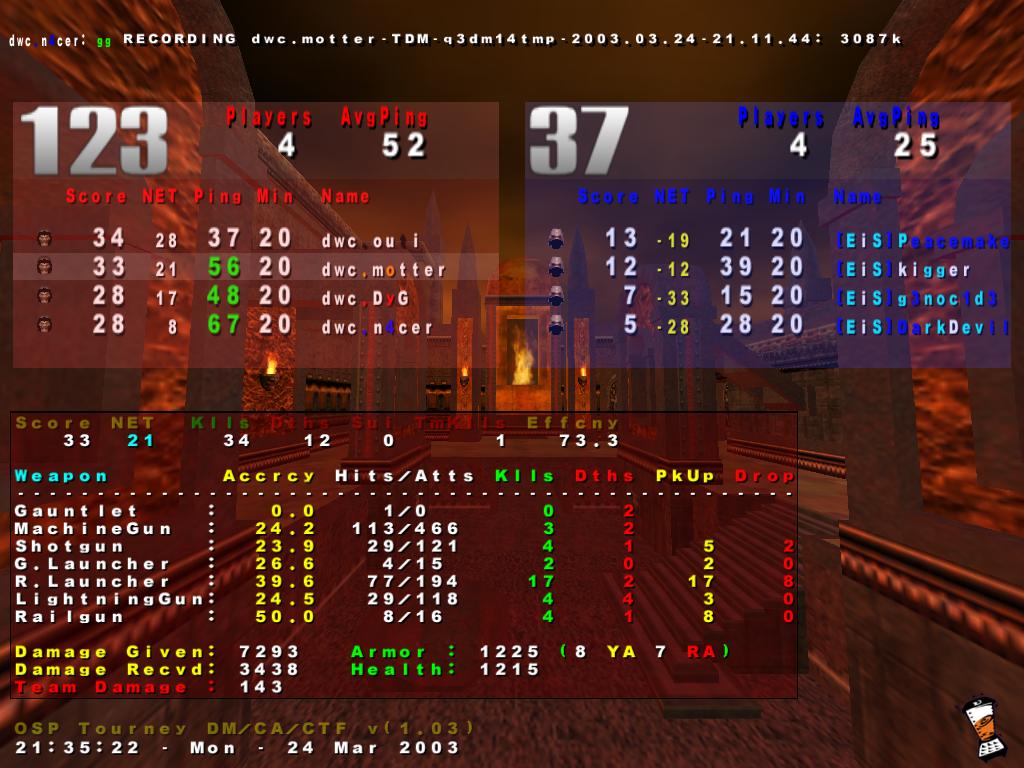 dwc.n4cer: gg RECORDING dwc.motter-TDM-q3dm14tmp-2003.03.24-21.11.44: 3087k
123 Players AvgPing 37 Players AvgPing
4 52 4 25
Score NET Ping Min Name Score NET Ping Min Name
34 28 37 20 13 -19 21 20 [EiS]Peacemake
33 21 56 20 dwc.motter 12 -12 39 20 [EiS]kigger
28 17 48 20 dwc.DyG 7 -33 15 20 [EiS]g3noc1d3
28 8 67 20 dwc.n4cer 5 -28 28 20 [EiS]DarkDevil
Score NET Klls Dths Sui TmKlls Effcny
33 21 34 12 0 1 73.3
Weapon Accrcy Hits/Atts Klls Dths PkUp Drop
Gauntlet : 0.0 1/0 0 2
MachineGun : 24.2 113/466 3 2
Shotgun : 23.9 29/121 4 1 5 2
G.Launcher : 26.6 4/15 2 0 2 0
R.Launcher : 39.6 77/194 17 2 17 8
LightningGun: 24.5 29/118 4 4 3 0
Railgun : 50.0 8/16 4 1 8 0
Damage Given: 7293 Armor : 1225 (8 YA 7 RA)
Damage Recvd: 3438 Health: 1215
Team Damage : 143
OSP Tourney DM/CA/CTF v(1.03)
21:35:22 - Mon - 24 Mar 2003